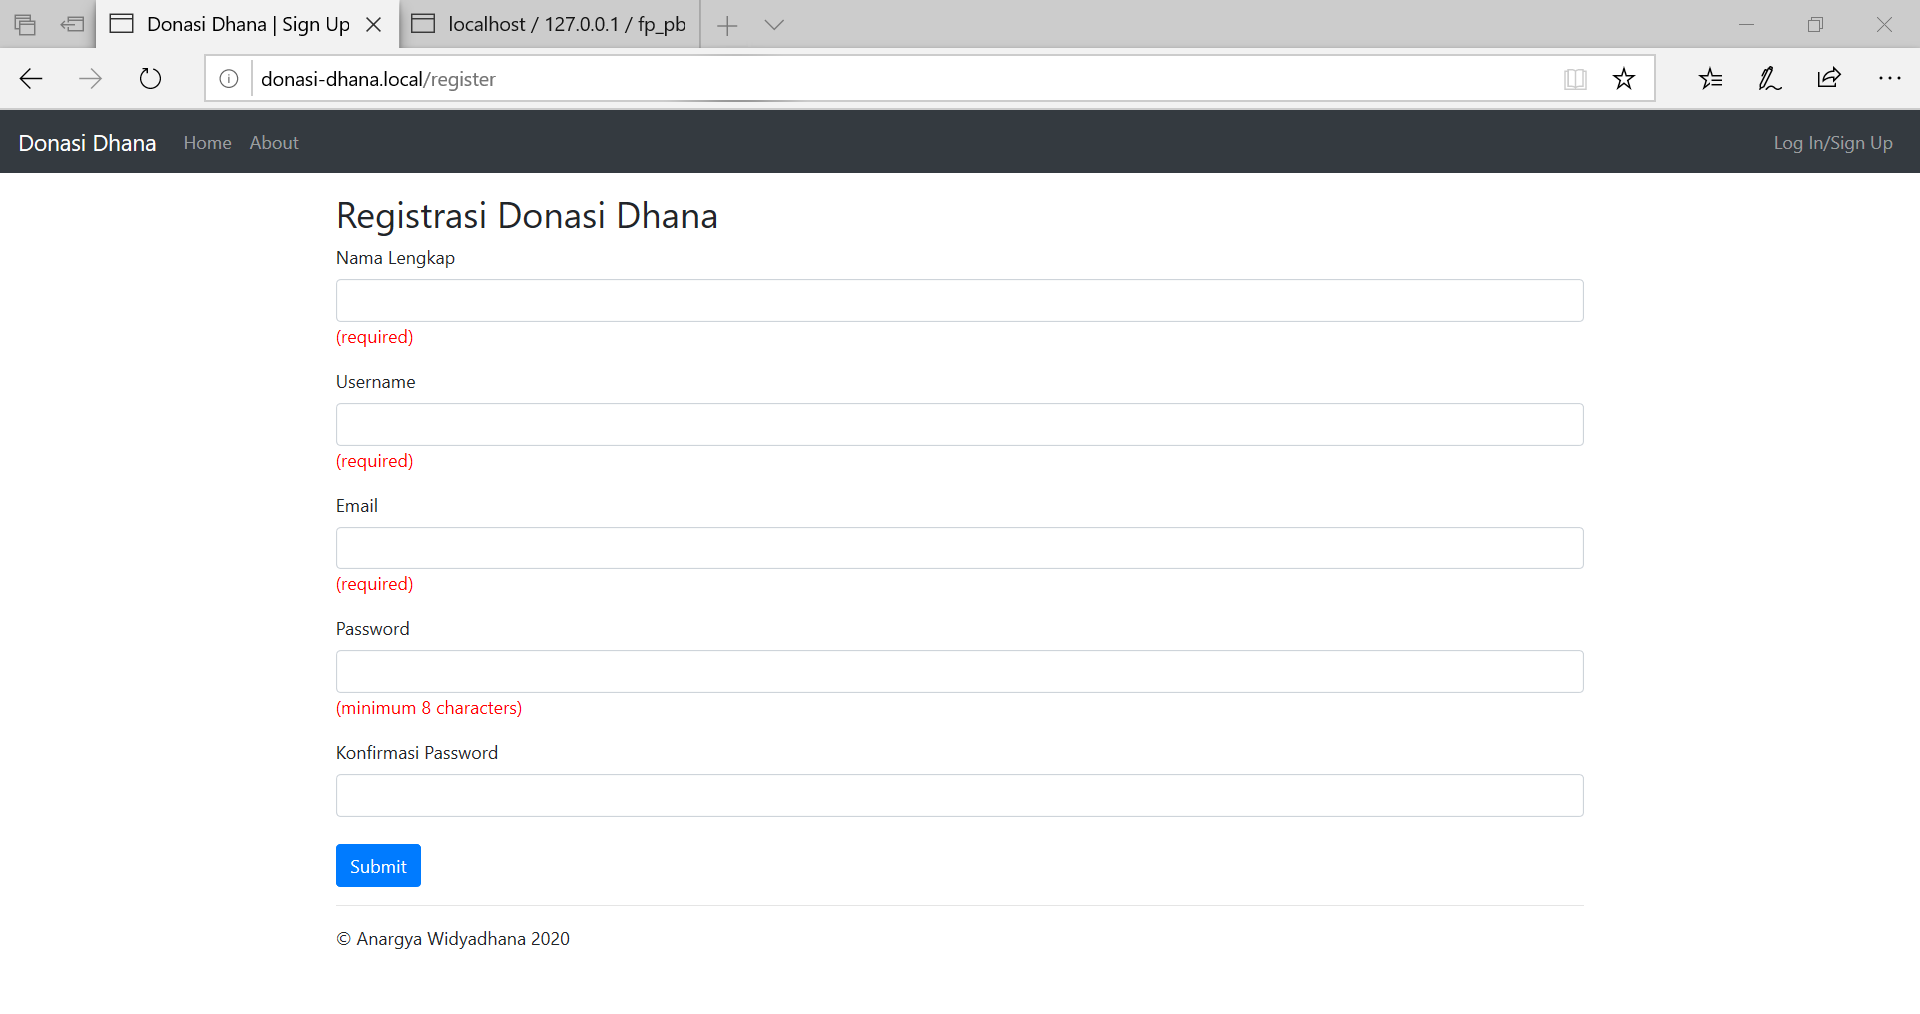 Donasi Dhana | Sign Up
localhost / 127.0.0.1 / fp_pb
donasi-dhana.local/register
Donasi Dhana Home About Log In/Sign Up
Registrasi Donasi Dhana
Nama Lengkap
(required)
Username
(required)
Email
(required)
Password
(minimum 8 characters)
Konfirmasi Password
Submit
© Anargya Widyadhana 2020